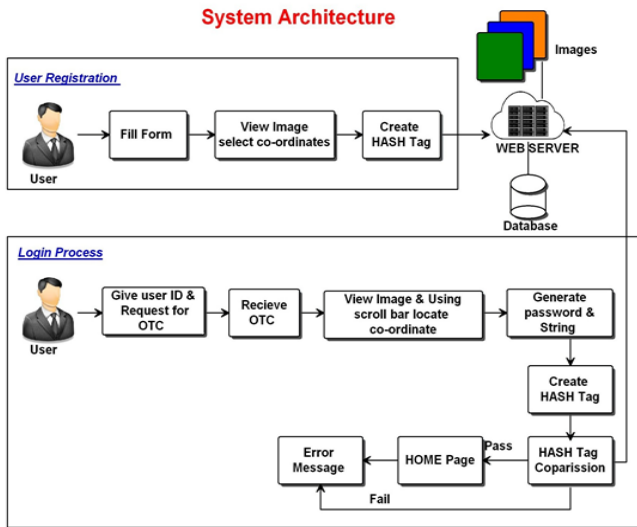 System Architecture
Images
User Registration
Fill Form
View Image
select co-ordinates
Create
HASH Tag
WEB SERVER
User
Database
Login Process
Give user ID &
Request for
OTC
Recieve
OTC
View Image & Using
scroll bar locate
co-ordinate
Generate
password &
String
User
Create
HASH Tag
Error
Message
HOME Page
Pass
HASH Tag
Coparission
Fail